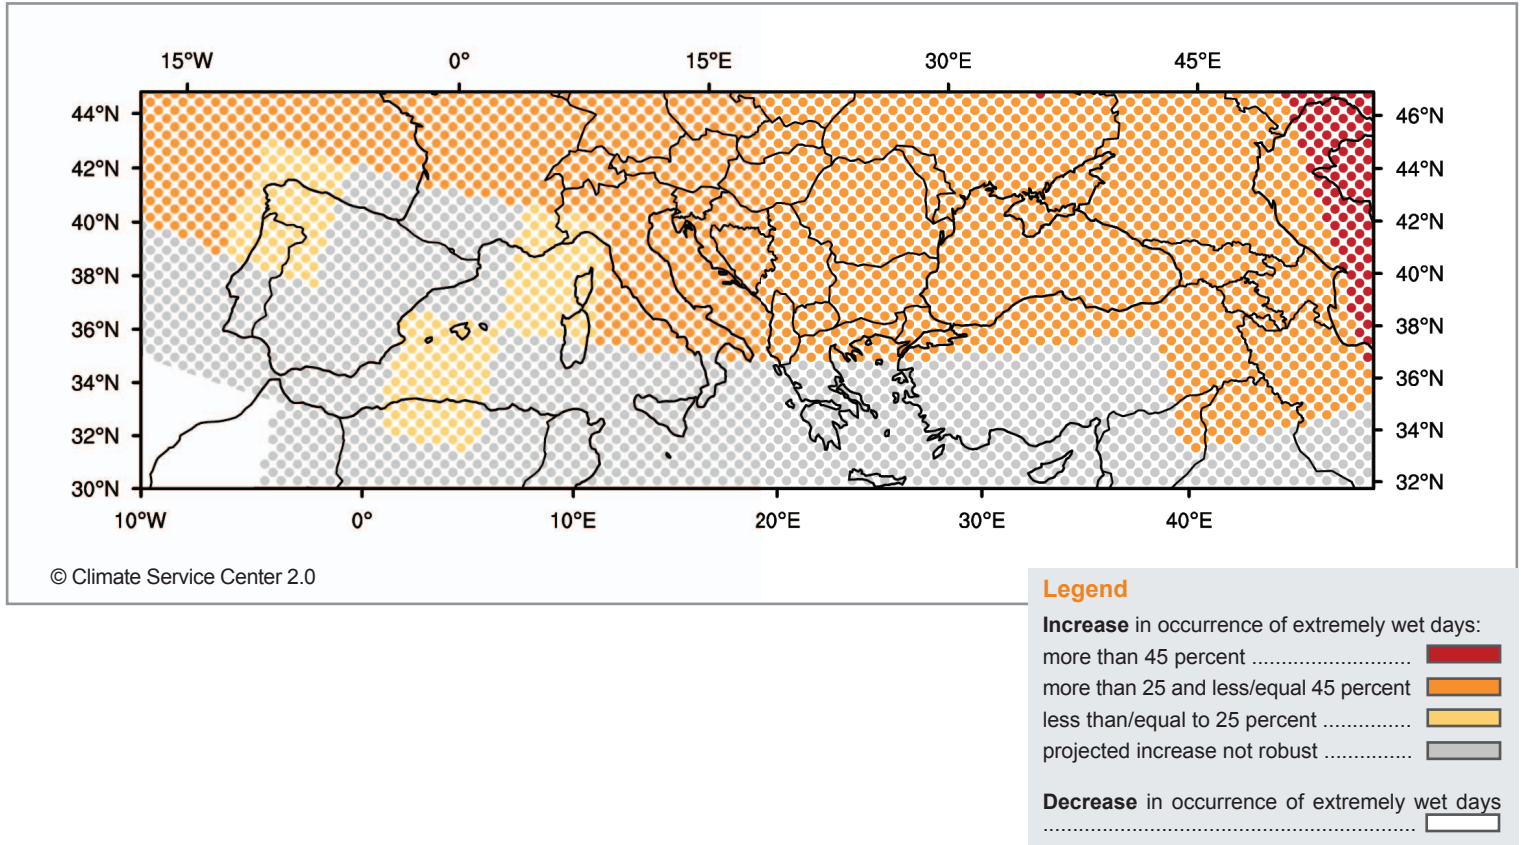 15°W 0° 15°E 30°E 45°E
44°N 46°N
42°N 44°N
40°N 42°N
38°N 40°N
36°N 38°N
34°N 36°N
32°N 34°N
30°N 32°N
10°W 0° 10°E 20°E 30°E 40°E
© Climate Service Center 2.0
Legend
Increase in occurrence of extremely wet days:
more than 45 percent ...........................
more than 25 and less/equal 45 percent
less than/equal to 25 percent ...............
projected increase not robust ...............
Decrease in occurrence of extremely wet days
...............................................................